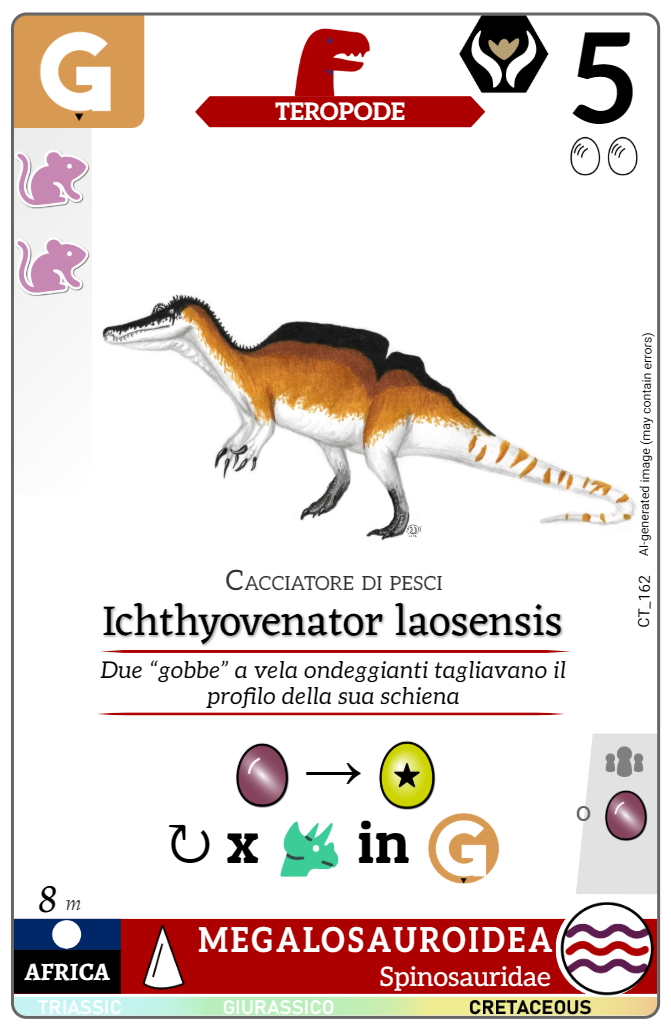 G
TEROPODE
5
AI-generated image (may contain errors)
CT_162
CACCIATORE DI PESCI
Ichthyovenator laosensis
Due “gobbe” a vela ondeggianti tagliavano il
profilo della sua schiena
x in G
o
8 m
AFRICA
MEGALOSAUROIDEA
Spinosauridae
TRIASSIC GIURASSICO CRETACEOUS